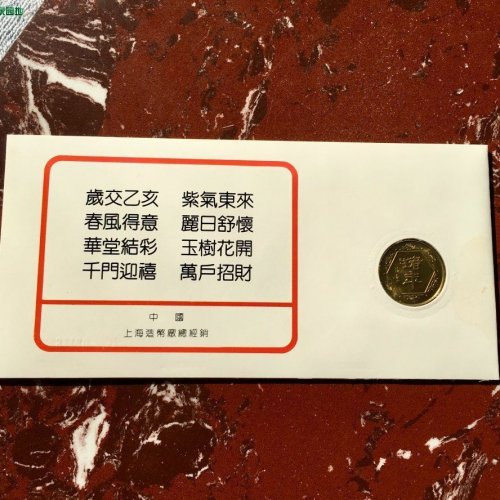 歲交乙亥 紫氣東來
春風得意 麗日舒懷
華堂結彩 玉樹花開
千門迎禧 萬戶招財
中 國
上海造幣廠總經銷